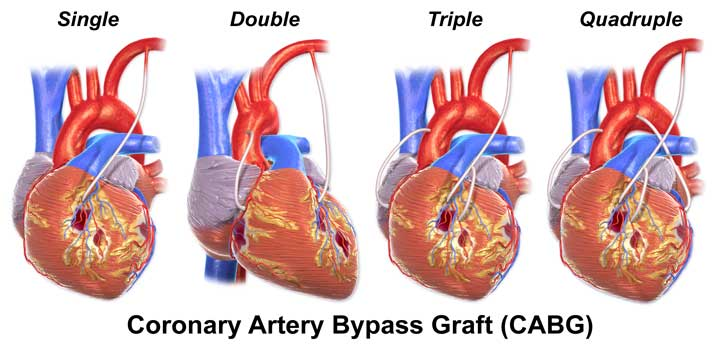 Single
Double
Triple
Quadruple
Coronary Artery Bypass Graft (CABG)